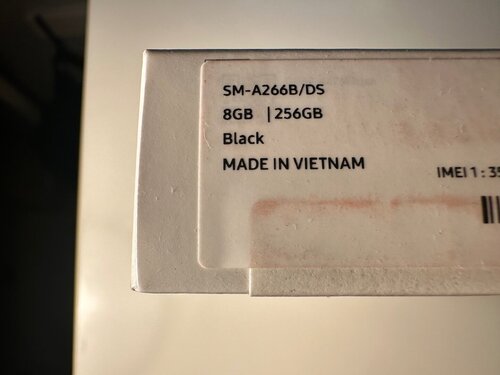 SM-A266B/DS
8GB | 256GB
Black
MADE IN VIETNAM
IMEI 1 : 35